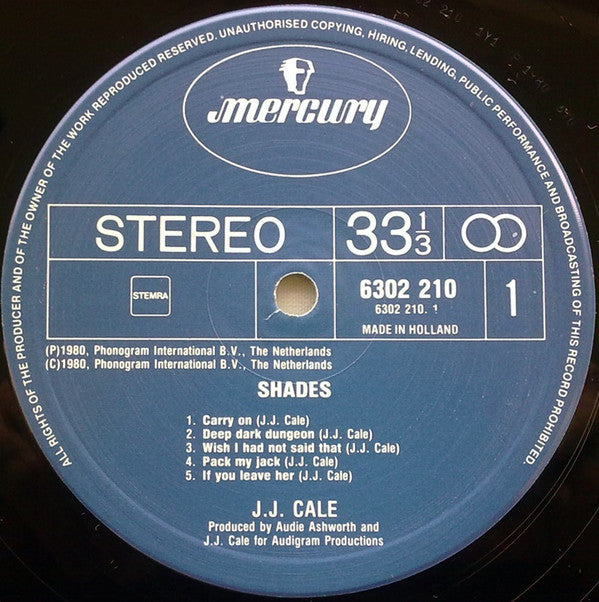 ALL RIGHTS OF THE PRODUCER AND OF THE OWNER OF THE WORK REPRODUCED RESERVED. UNAUTHORISED COPYING, HIRING, LENDING, PUBLIC PERFORMANCE AND BROADCASTING OF THIS RECORD PROHIBITED.
mercury
STEREO
33 1/3
STEMRA
6302 210
6302 210. 1
MADE IN HOLLAND
1
(P)1980, Phonogram International B.V., The Netherlands
(C)1980, Phonogram International B.V., The Netherlands
SHADES
1. Carry on (J.J. Cale)
2. Deep dark dungeon (J.J. Cale)
3. Wish I had not said that (J.J. Cale)
4. Pack my jack (J.J. Cale)
5. If you leave her (J.J. Cale)
J.J. CALE
Produced by Audie Ashworth and
J.J. Cale for Audigram Productions